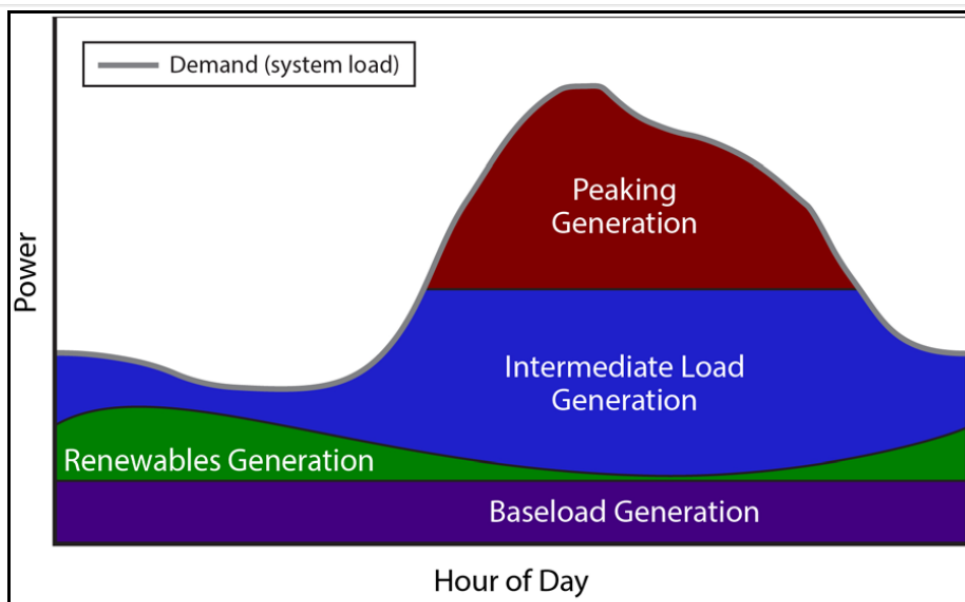 Demand (system load)
Peaking
Generation
Power
Intermediate Load
Generation
Renewables Generation
Baseload Generation
Hour of Day